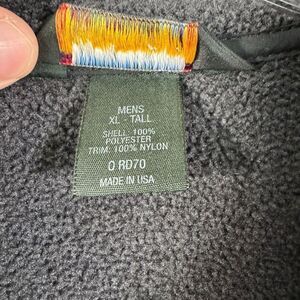 MENS
XL - TALL
SHELL: 100%
POLYESTER
TRIM: 100% NYLON
O RD70
MADE IN USA